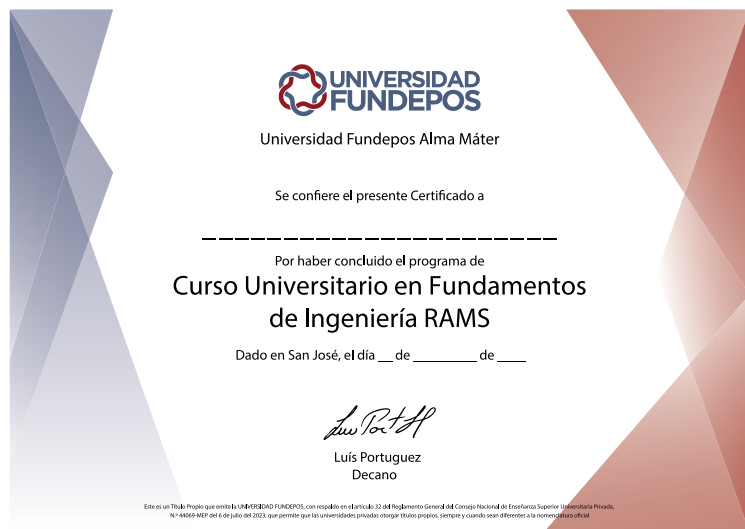 UNIVERSIDAD
FUNDEPOS
Universidad Fundepos Alma Máter
Se confiere el presente Certificado a
Por haber concluido el programa de
Curso Universitario en Fundamentos
de Ingeniería RAMS
Dado en San José, el día __ de ________ de ____
Luís Portuguez
Decano
Este es un Título Propio que emite la UNIVERSIDAD FUNDEPOS, con respaldo en el artículo 32 del Reglamento General del Consejo Nacional de Enseñanza Superior Universitaria Privada,
N.º 44069-MEP del 6 de julio del 2023, que permite que las universidades privadas otorgar títulos propios, siempre y cuando sean diferentes a la nomenclatura oficial